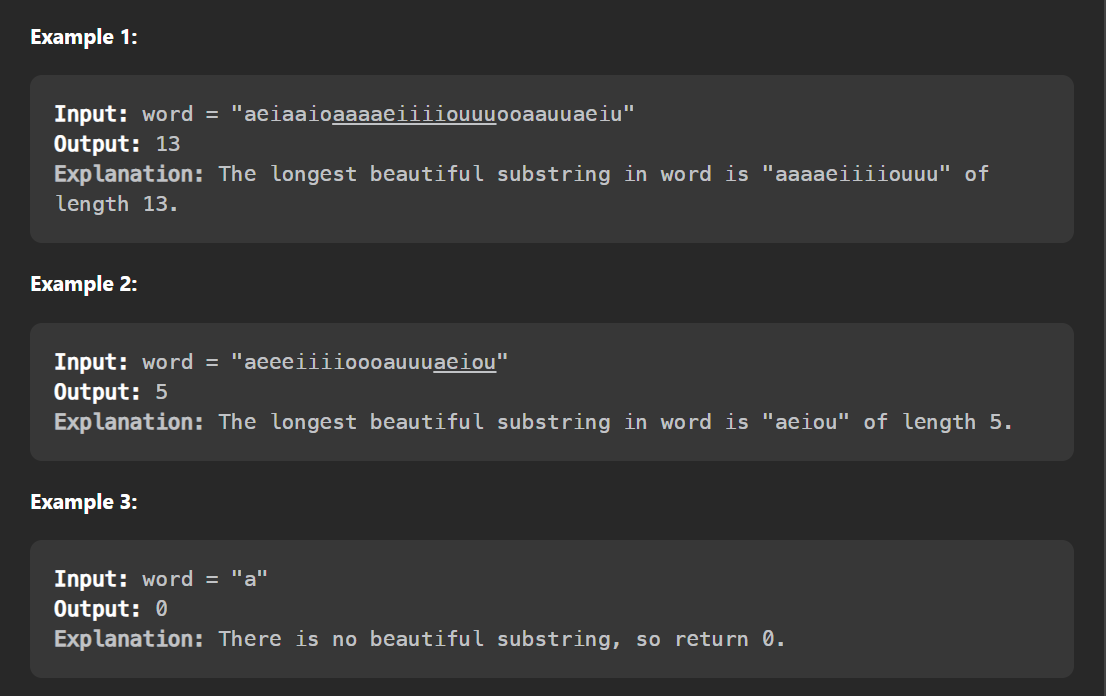 Example 1:
Input: word = "aeiaaioaaaaeiiiiouuuooaauuaeiu"
Output: 13
Explanation: The longest beautiful substring in word is "aaaaeiiiiouuu" of
length 13.
Example 2:
Input: word = "aeeeiiiioooauuuaeiou"
Output: 5
Explanation: The longest beautiful substring in word is "aeiou" of length 5.
Example 3:
Input: word = "a"
Output: 0
Explanation: There is no beautiful substring, so return 0.